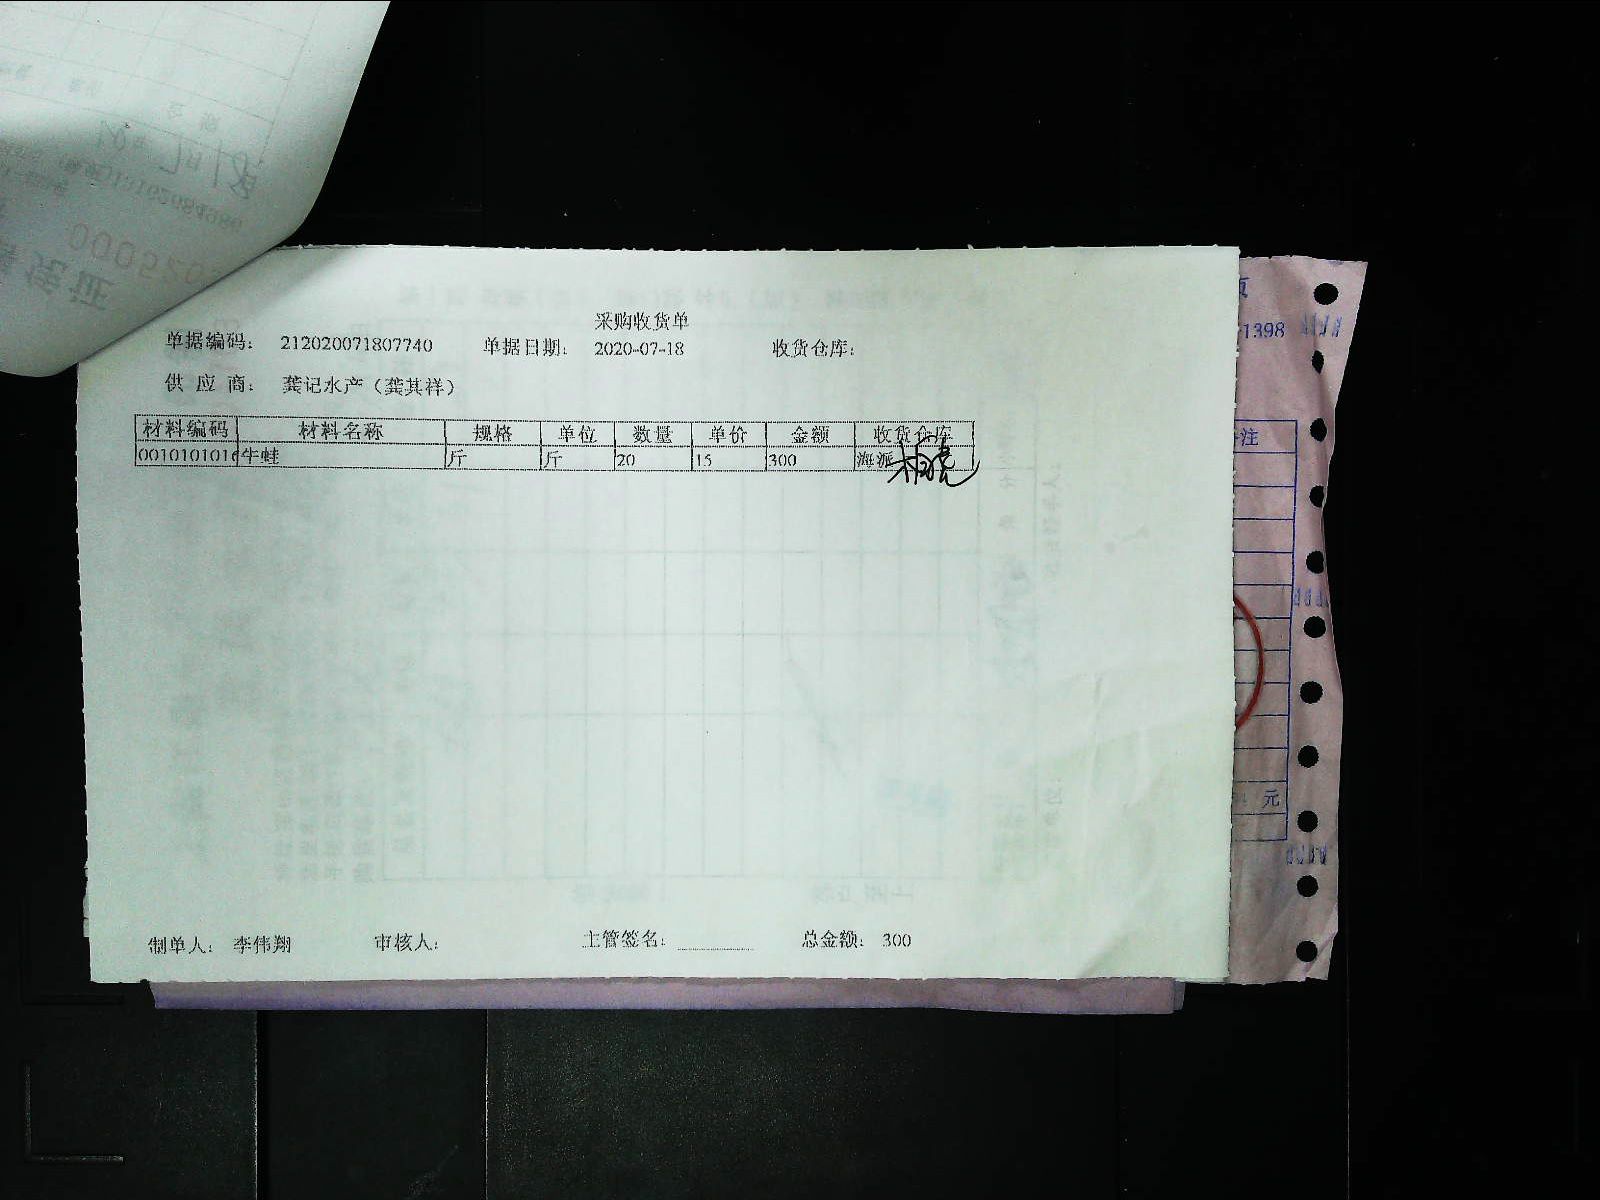 采购收货单
单据编码: 212020071807740 单据日期: 2020-07-18 收货仓库:
供应商: 龚记水产（龚其祥）
材料编码 材料名称 规格 单位 数量 单价 金额 收货仓库
0010101016 牛蛙 斤 斤 20 15 300 海派
制单人: 李伟翔 审核人: 主管签名: 总金额: 300
页
1398
注
元